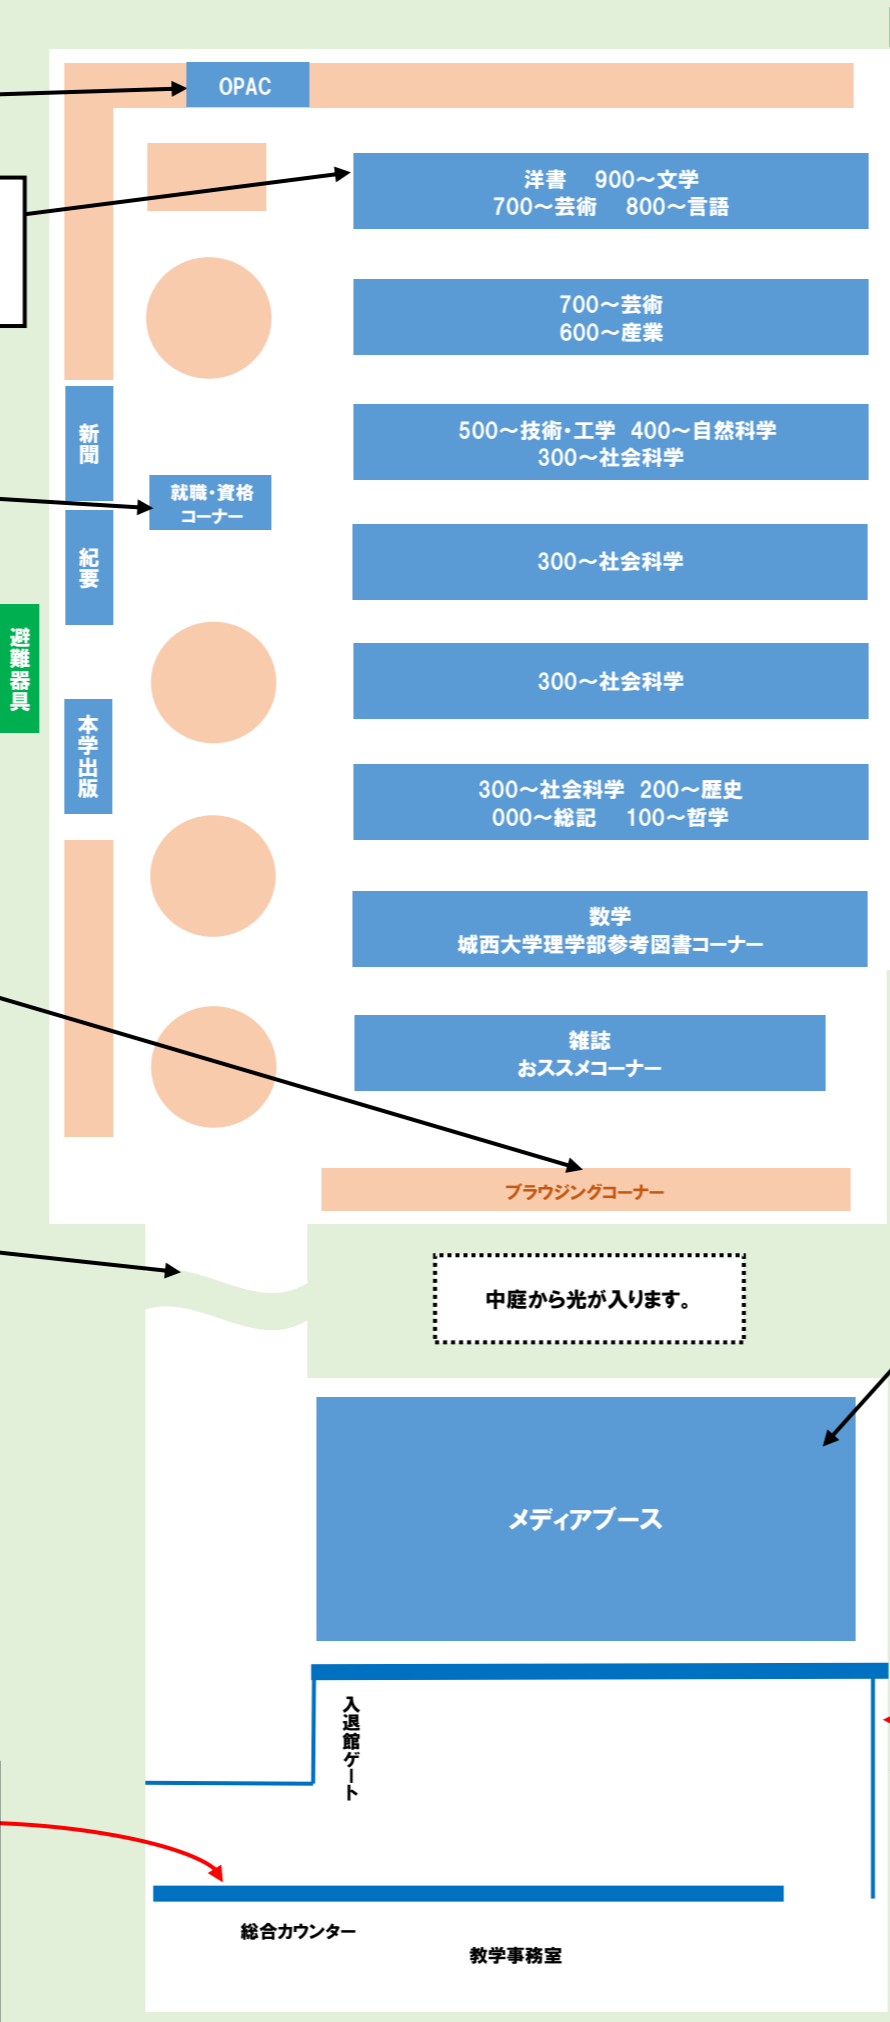 OPAC
洋書　900～文学
700～芸術　800～言語
700～芸術
600～産業
新聞
500～技術・工学　400～自然科学
300～社会科学
就職・資格
コーナー
紀要
300～社会科学
避難器具
300～社会科学
本学出版
300～社会科学　200～歴史
000～総記　100～哲学
数学
城西大学理学部参考図書コーナー
雑誌
おススメコーナー
ブラウジングコーナー
中庭から光が入ります。
メディアブース
入退館ゲート
総合カウンター
教学事務室